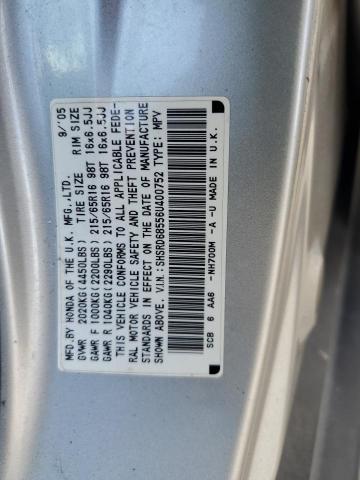 MFD.BY HONDA OF THE U.K. MFG.,LTD. 9/'05
GVWR 2020KG(4450LBS) TIRE SIZE RIM SIZE
GAWR F 1000KG(2200LBS) 215/65R16 98T 16x6.5JJ
GAWR R 1040KG(2290LBS) 215/65R16 98T 16x6.5JJ
THIS VEHICLE CONFORMS TO ALL APPLICABLE FEDE-
RAL MOTOR VEHICLE SAFETY AND THEFT PREVENTION
STANDARDS IN EFFECT ON THE DATE OF MANUFACTURE
SHOWN ABOVE. V.I.N.:SHSRD68556U400752 TYPE: MPV
SCB 6 AA6 -NH700M -A -U MADE IN U.K.